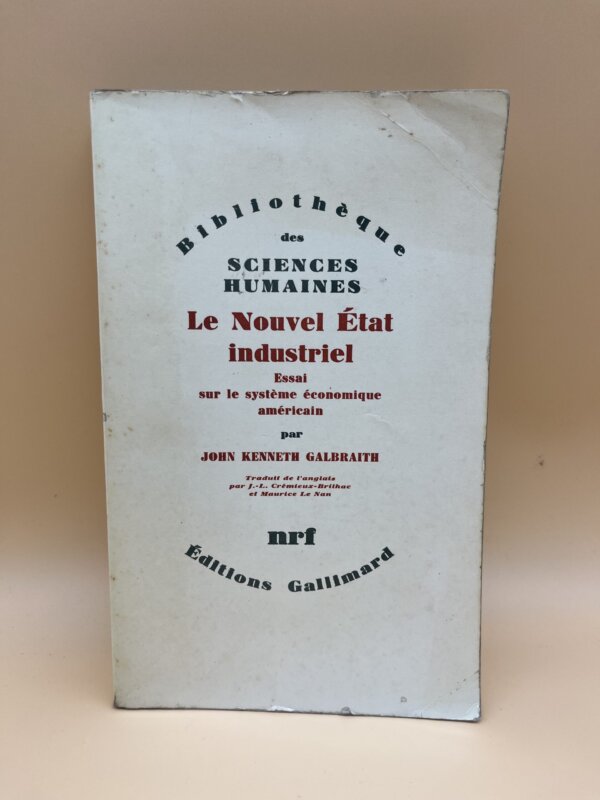 Bibliothèque
des
SCIENCES
HUMAINES
Le Nouvel État
industriel
Essai
sur le système économique
américain
par
JOHN KENNETH GALBRAITH
Traduit de l'anglais
par J.-L. Crémieux-Brilhac
et Maurice Le Nan
nrf
Éditions Gallimard